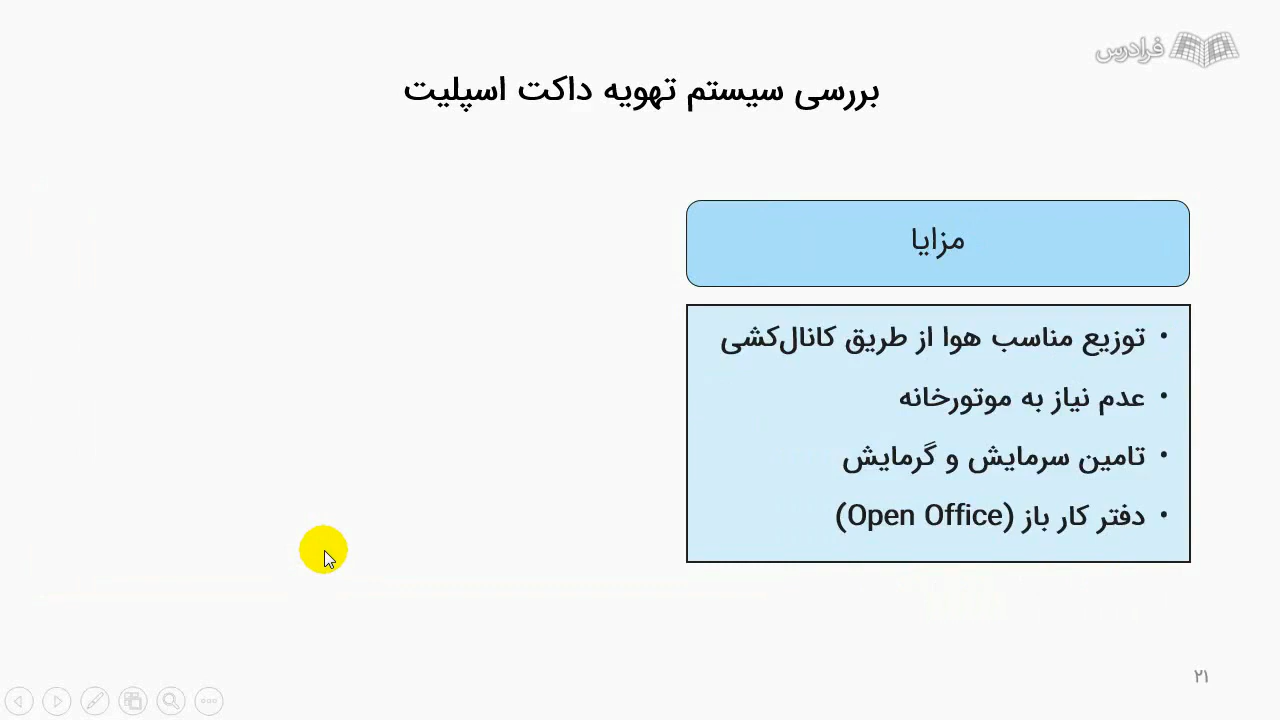 فرادرس
بررسی سیستم تهویه داکت اسپلیت
مزایا
• توزیع مناسب هوا از طریق کانال‌کشی
• عدم نیاز به موتورخانه
• تامین سرمایش و گرمایش
• دفتر کار باز (Open Office)
۲۱